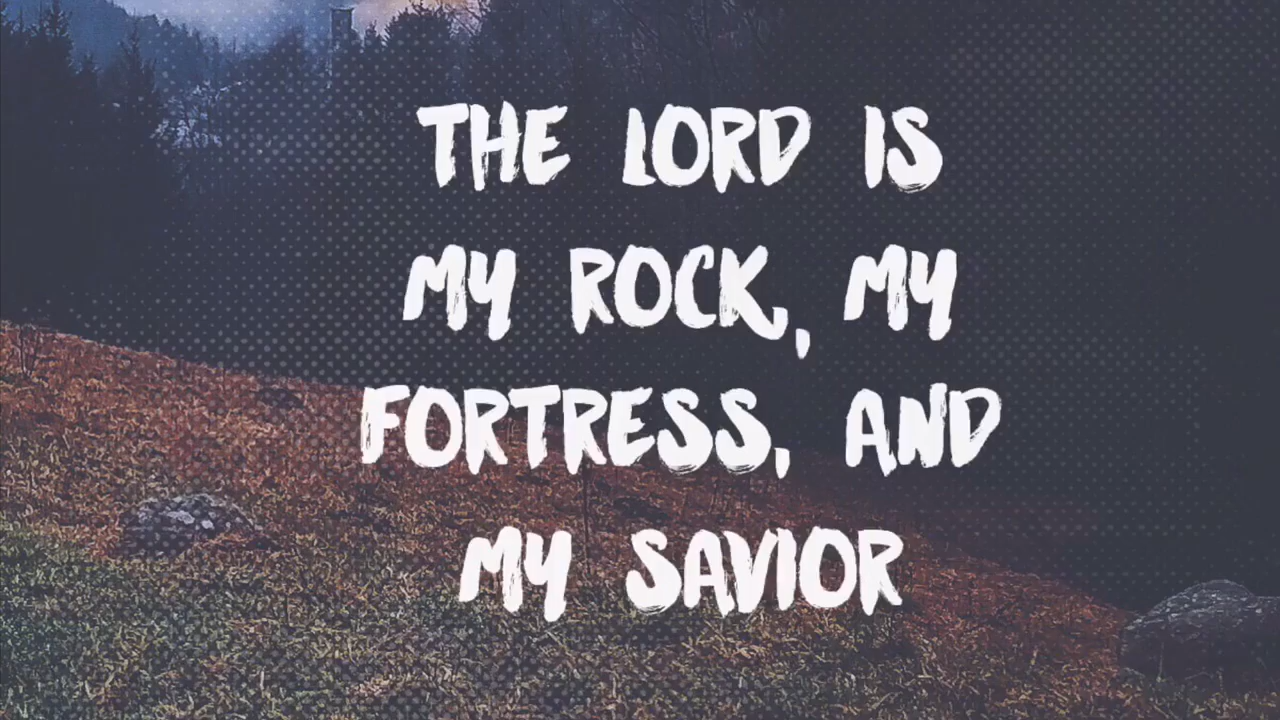 THE LORD IS
MY ROCK, MY
FORTRESS, AND
MY SAVIOR